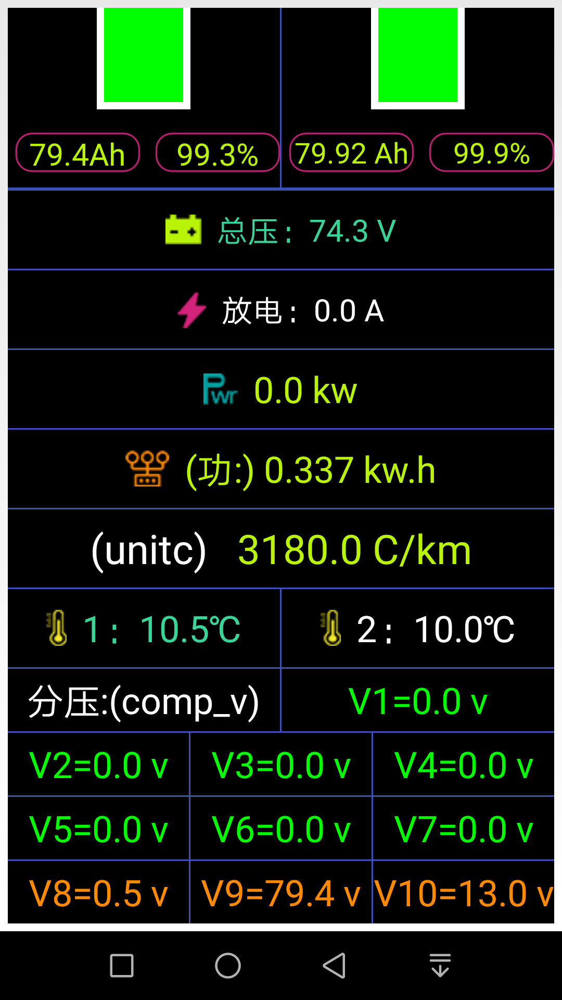 79.4Ah 99.3% 79.92 Ah 99.9%
总压： 74.3 V
放电： 0.0 A
Pwr 0.0 kw
(功:) 0.337 kw.h
(unitc) 3180.0 C/km
1： 10.5℃ 2： 10.0℃
分压:(comp_v) V1=0.0 v
V2=0.0 v V3=0.0 v V4=0.0 v
V5=0.0 v V6=0.0 v V7=0.0 v
V8=0.5 v V9=79.4 v V10=13.0 v